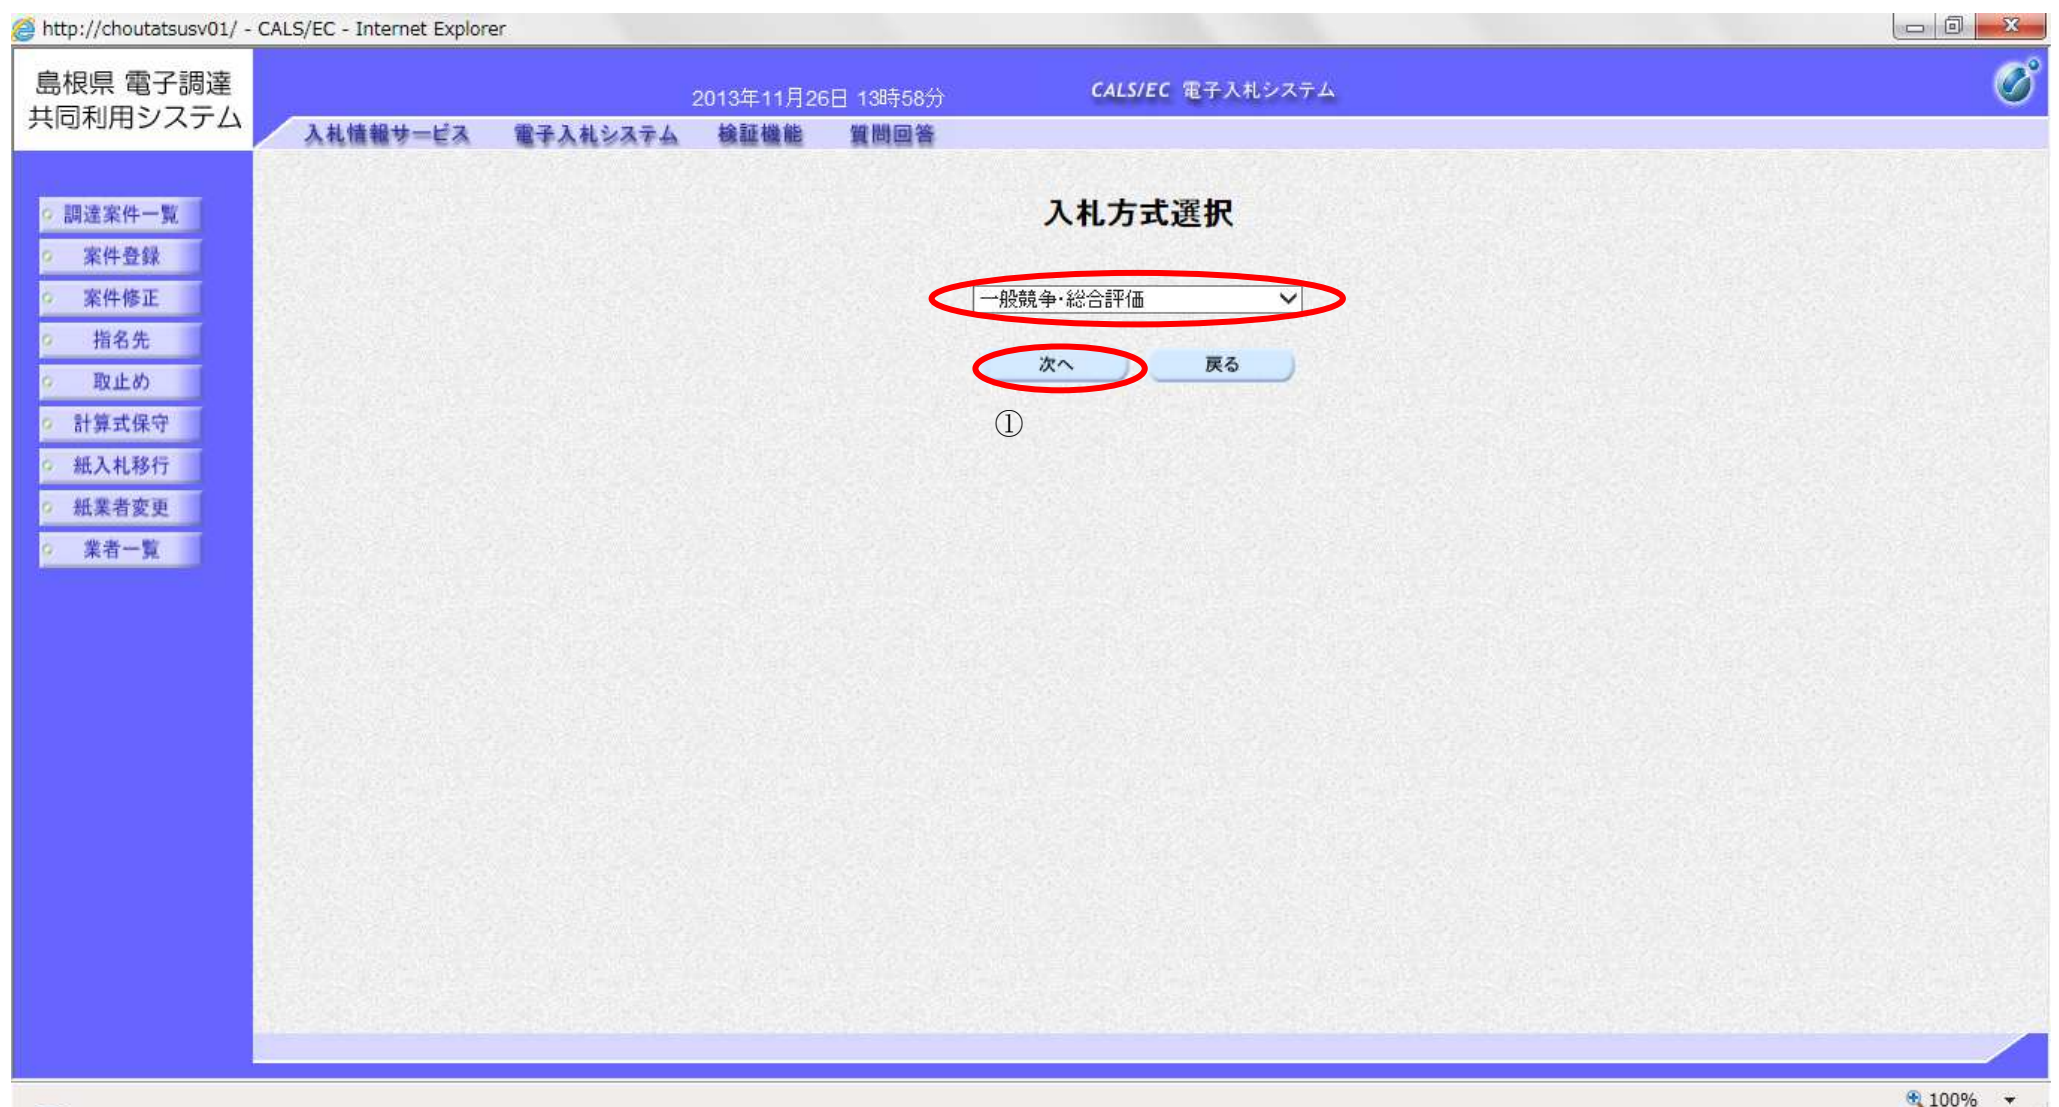 http://choutatsusv01/ - CALS/EC - Internet Explorer
島根県 電子調達
共同利用システム
2013年11月26日 13時58分
CALS/EC 電子入札システム
入札情報サービス 電子入札システム 検証機能 質問回答
調達案件一覧
案件登録
案件修正
指名先
取止め
計算式保守
紙入札移行
紙業者変更
業者一覧
入札方式選択
一般競争・総合評価
次へ 戻る
①
100%